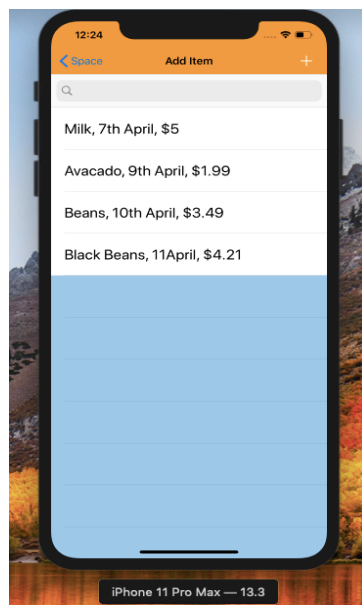 12:24
Space
Add Item
+
Milk, 7th April, $5
Avacado, 9th April, $1.99
Beans, 10th April, $3.49
Black Beans, 11April, $4.21
iPhone 11 Pro Max — 13.3